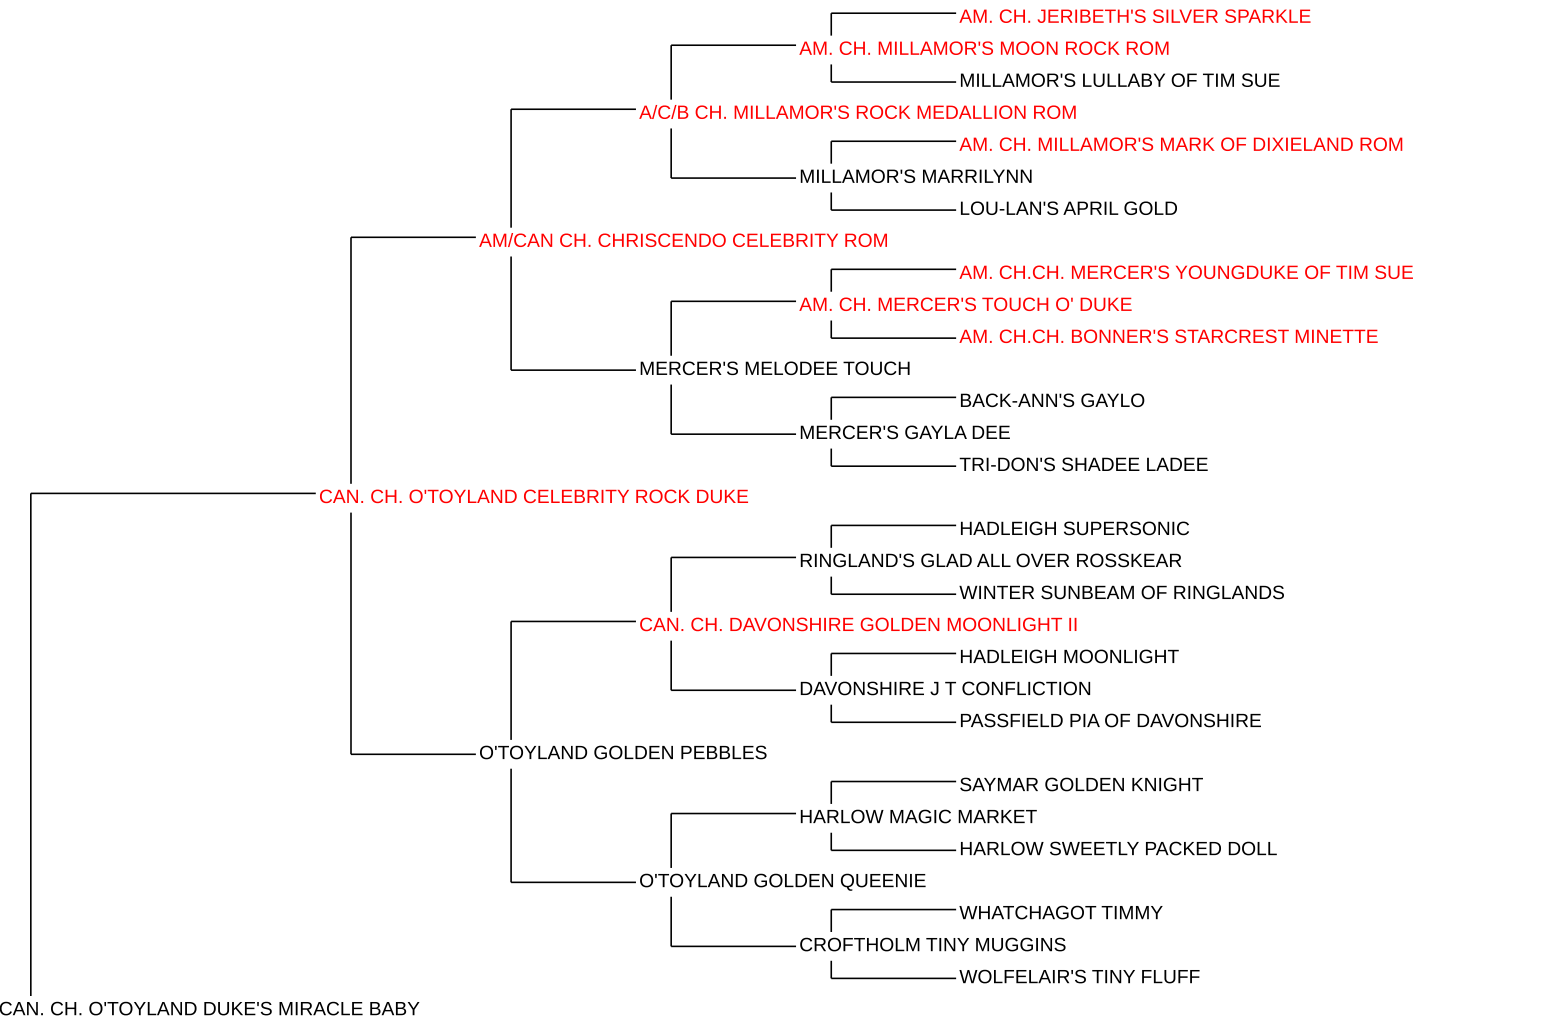 AM. CH. JERIBETH'S SILVER SPARKLE
AM. CH. MILLAMOR'S MOON ROCK ROM
MILLAMOR'S LULLABY OF TIM SUE
A/C/B CH. MILLAMOR'S ROCK MEDALLION ROM
AM. CH. MILLAMOR'S MARK OF DIXIELAND ROM
MILLAMOR'S MARRILYNN
LOU-LAN'S APRIL GOLD
AM/CAN CH. CHRISCENDO CELEBRITY ROM
AM. CH.CH. MERCER'S YOUNGDUKE OF TIM SUE
AM. CH. MERCER'S TOUCH O' DUKE
AM. CH.CH. BONNER'S STARCREST MINETTE
MERCER'S MELODEE TOUCH
BACK-ANN'S GAYLO
MERCER'S GAYLA DEE
TRI-DON'S SHADEE LADEE
CAN. CH. O'TOYLAND CELEBRITY ROCK DUKE
HADLEIGH SUPERSONIC
RINGLAND'S GLAD ALL OVER ROSSKEAR
WINTER SUNBEAM OF RINGLANDS
CAN. CH. DAVONSHIRE GOLDEN MOONLIGHT II
HADLEIGH MOONLIGHT
DAVONSHIRE J T CONFLICTION
PASSFIELD PIA OF DAVONSHIRE
O'TOYLAND GOLDEN PEBBLES
SAYMAR GOLDEN KNIGHT
HARLOW MAGIC MARKET
HARLOW SWEETLY PACKED DOLL
O'TOYLAND GOLDEN QUEENIE
WHATCHAGOT TIMMY
CROFTHOLM TINY MUGGINS
WOLFELAIR'S TINY FLUFF
CAN. CH. O'TOYLAND DUKE'S MIRACLE BABY